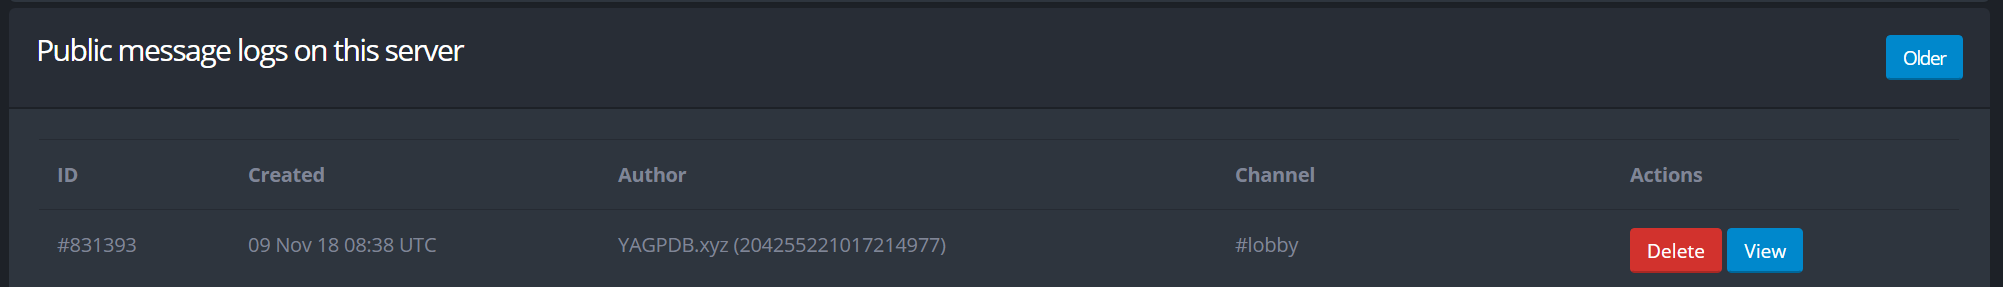 Public message logs on this server
Older
ID Created Author Channel Actions
#831393 09 Nov 18 08:38 UTC YAGPDB.xyz (204255221017214977) #lobby Delete View